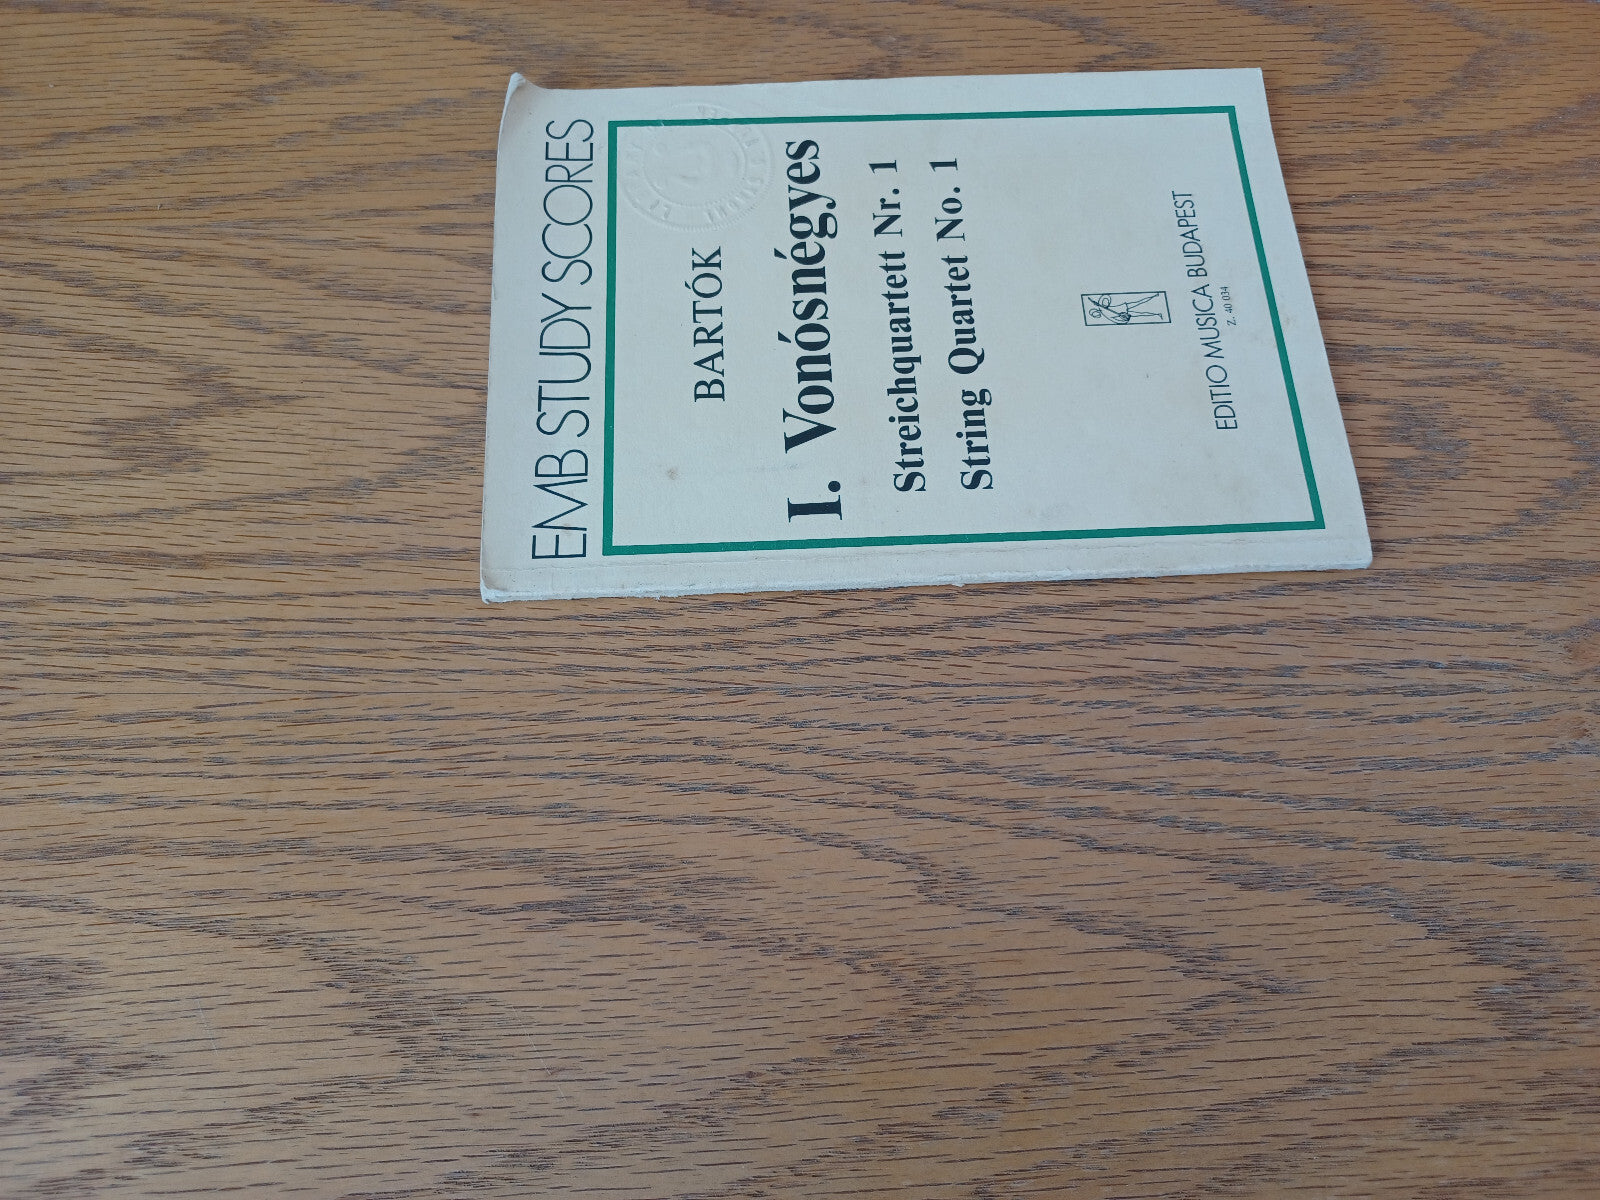 EMB STUDY SCORES
BARTÓK
I. Vonósnégyes
Streichquartett Nr. 1
String Quartet No. 1
EDITIO MUSICA BUDAPEST
Z. 40 034